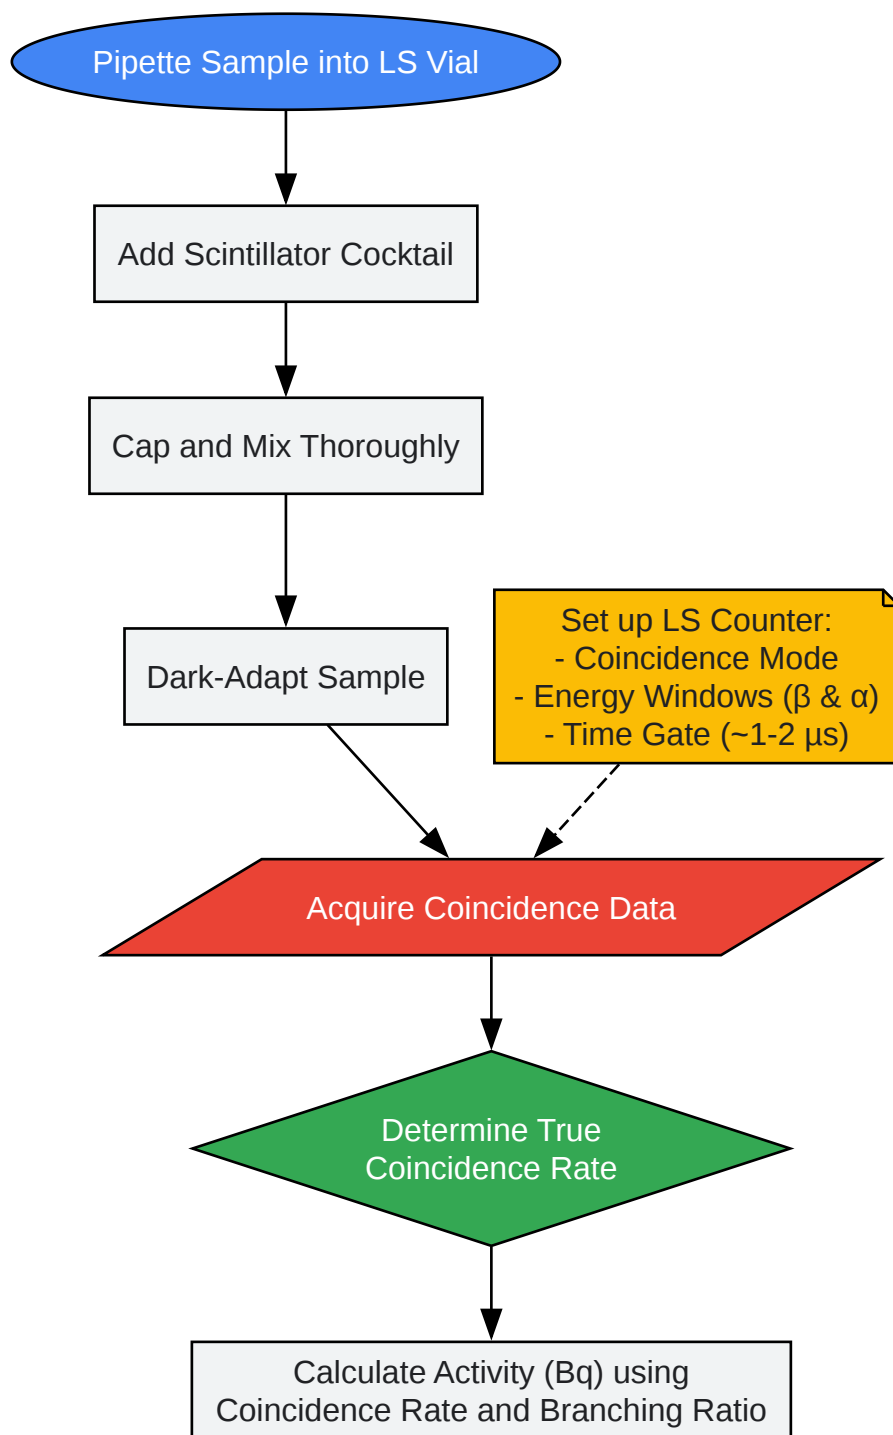 Pipette Sample into LS Vial
Add Scintillator Cocktail
Cap and Mix Thoroughly
Dark-Adapt Sample
Set up LS Counter:
- Coincidence Mode
- Energy Windows (β & α)
- Time Gate (~1-2 µs)
Acquire Coincidence Data
Determine True
Coincidence Rate
Calculate Activity (Bq) using
Coincidence Rate and Branching Ratio